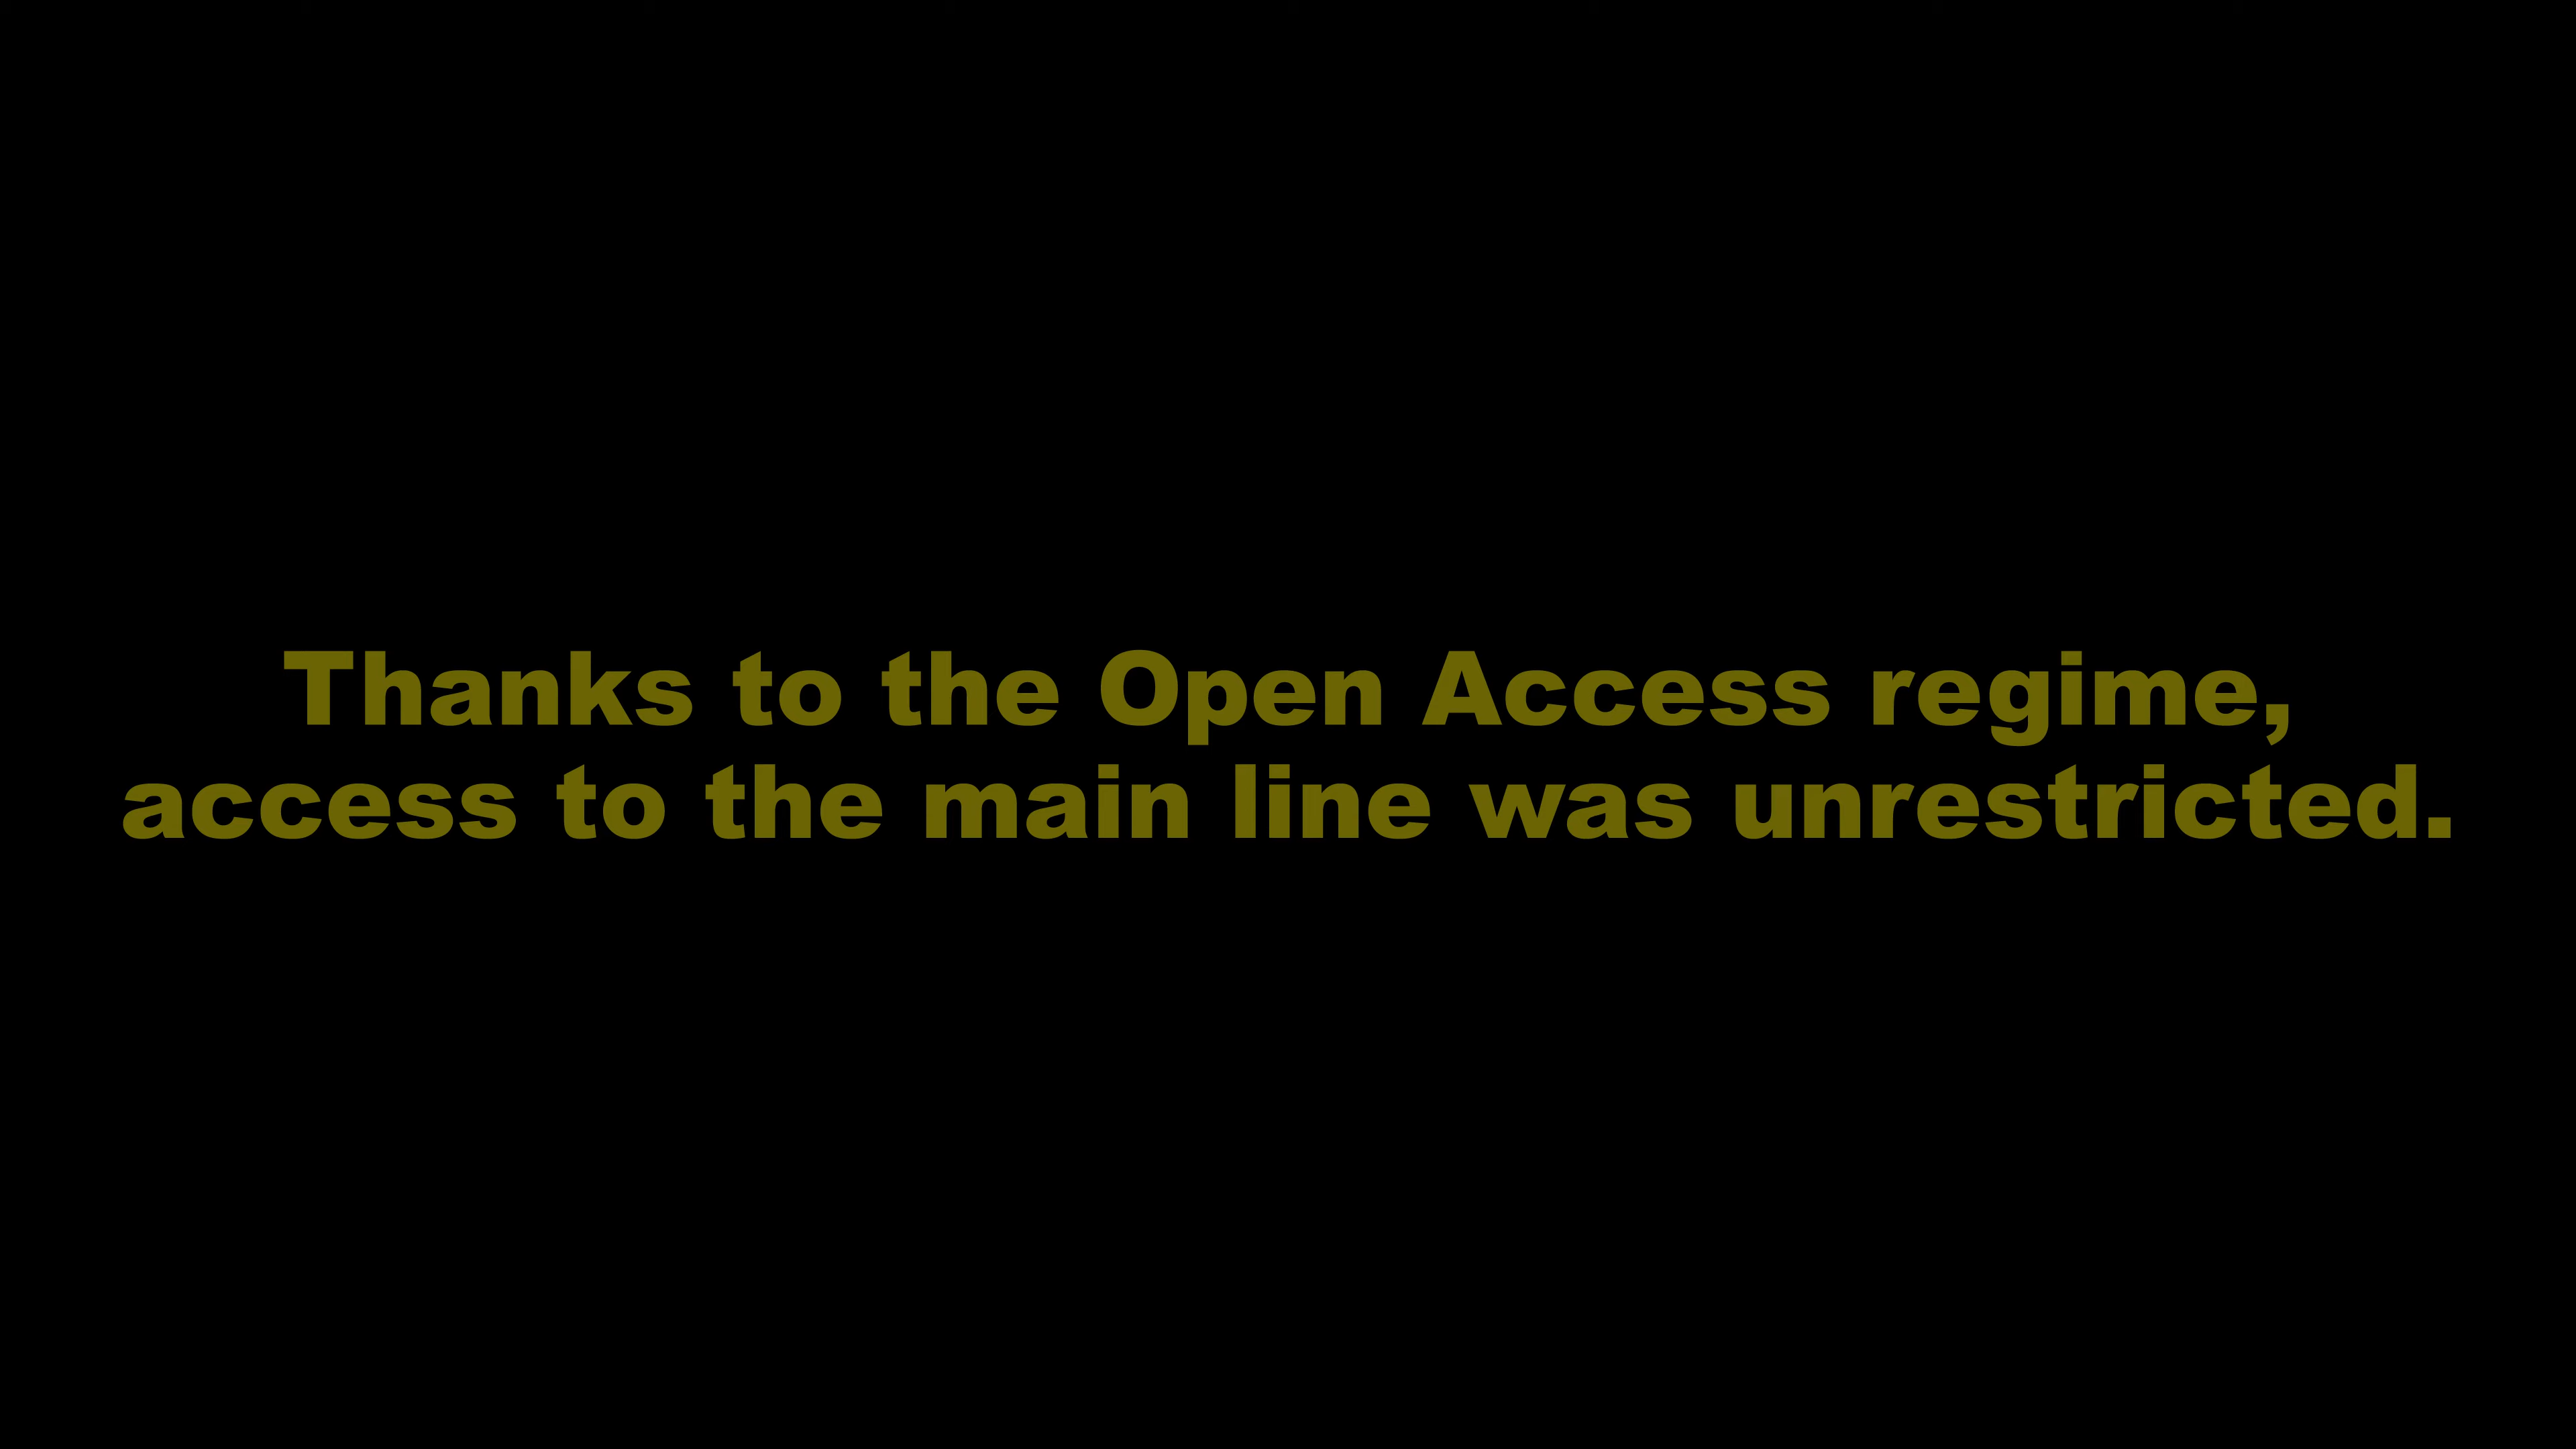 Thanks to the Open Access regime,
access to the main line was unrestricted.